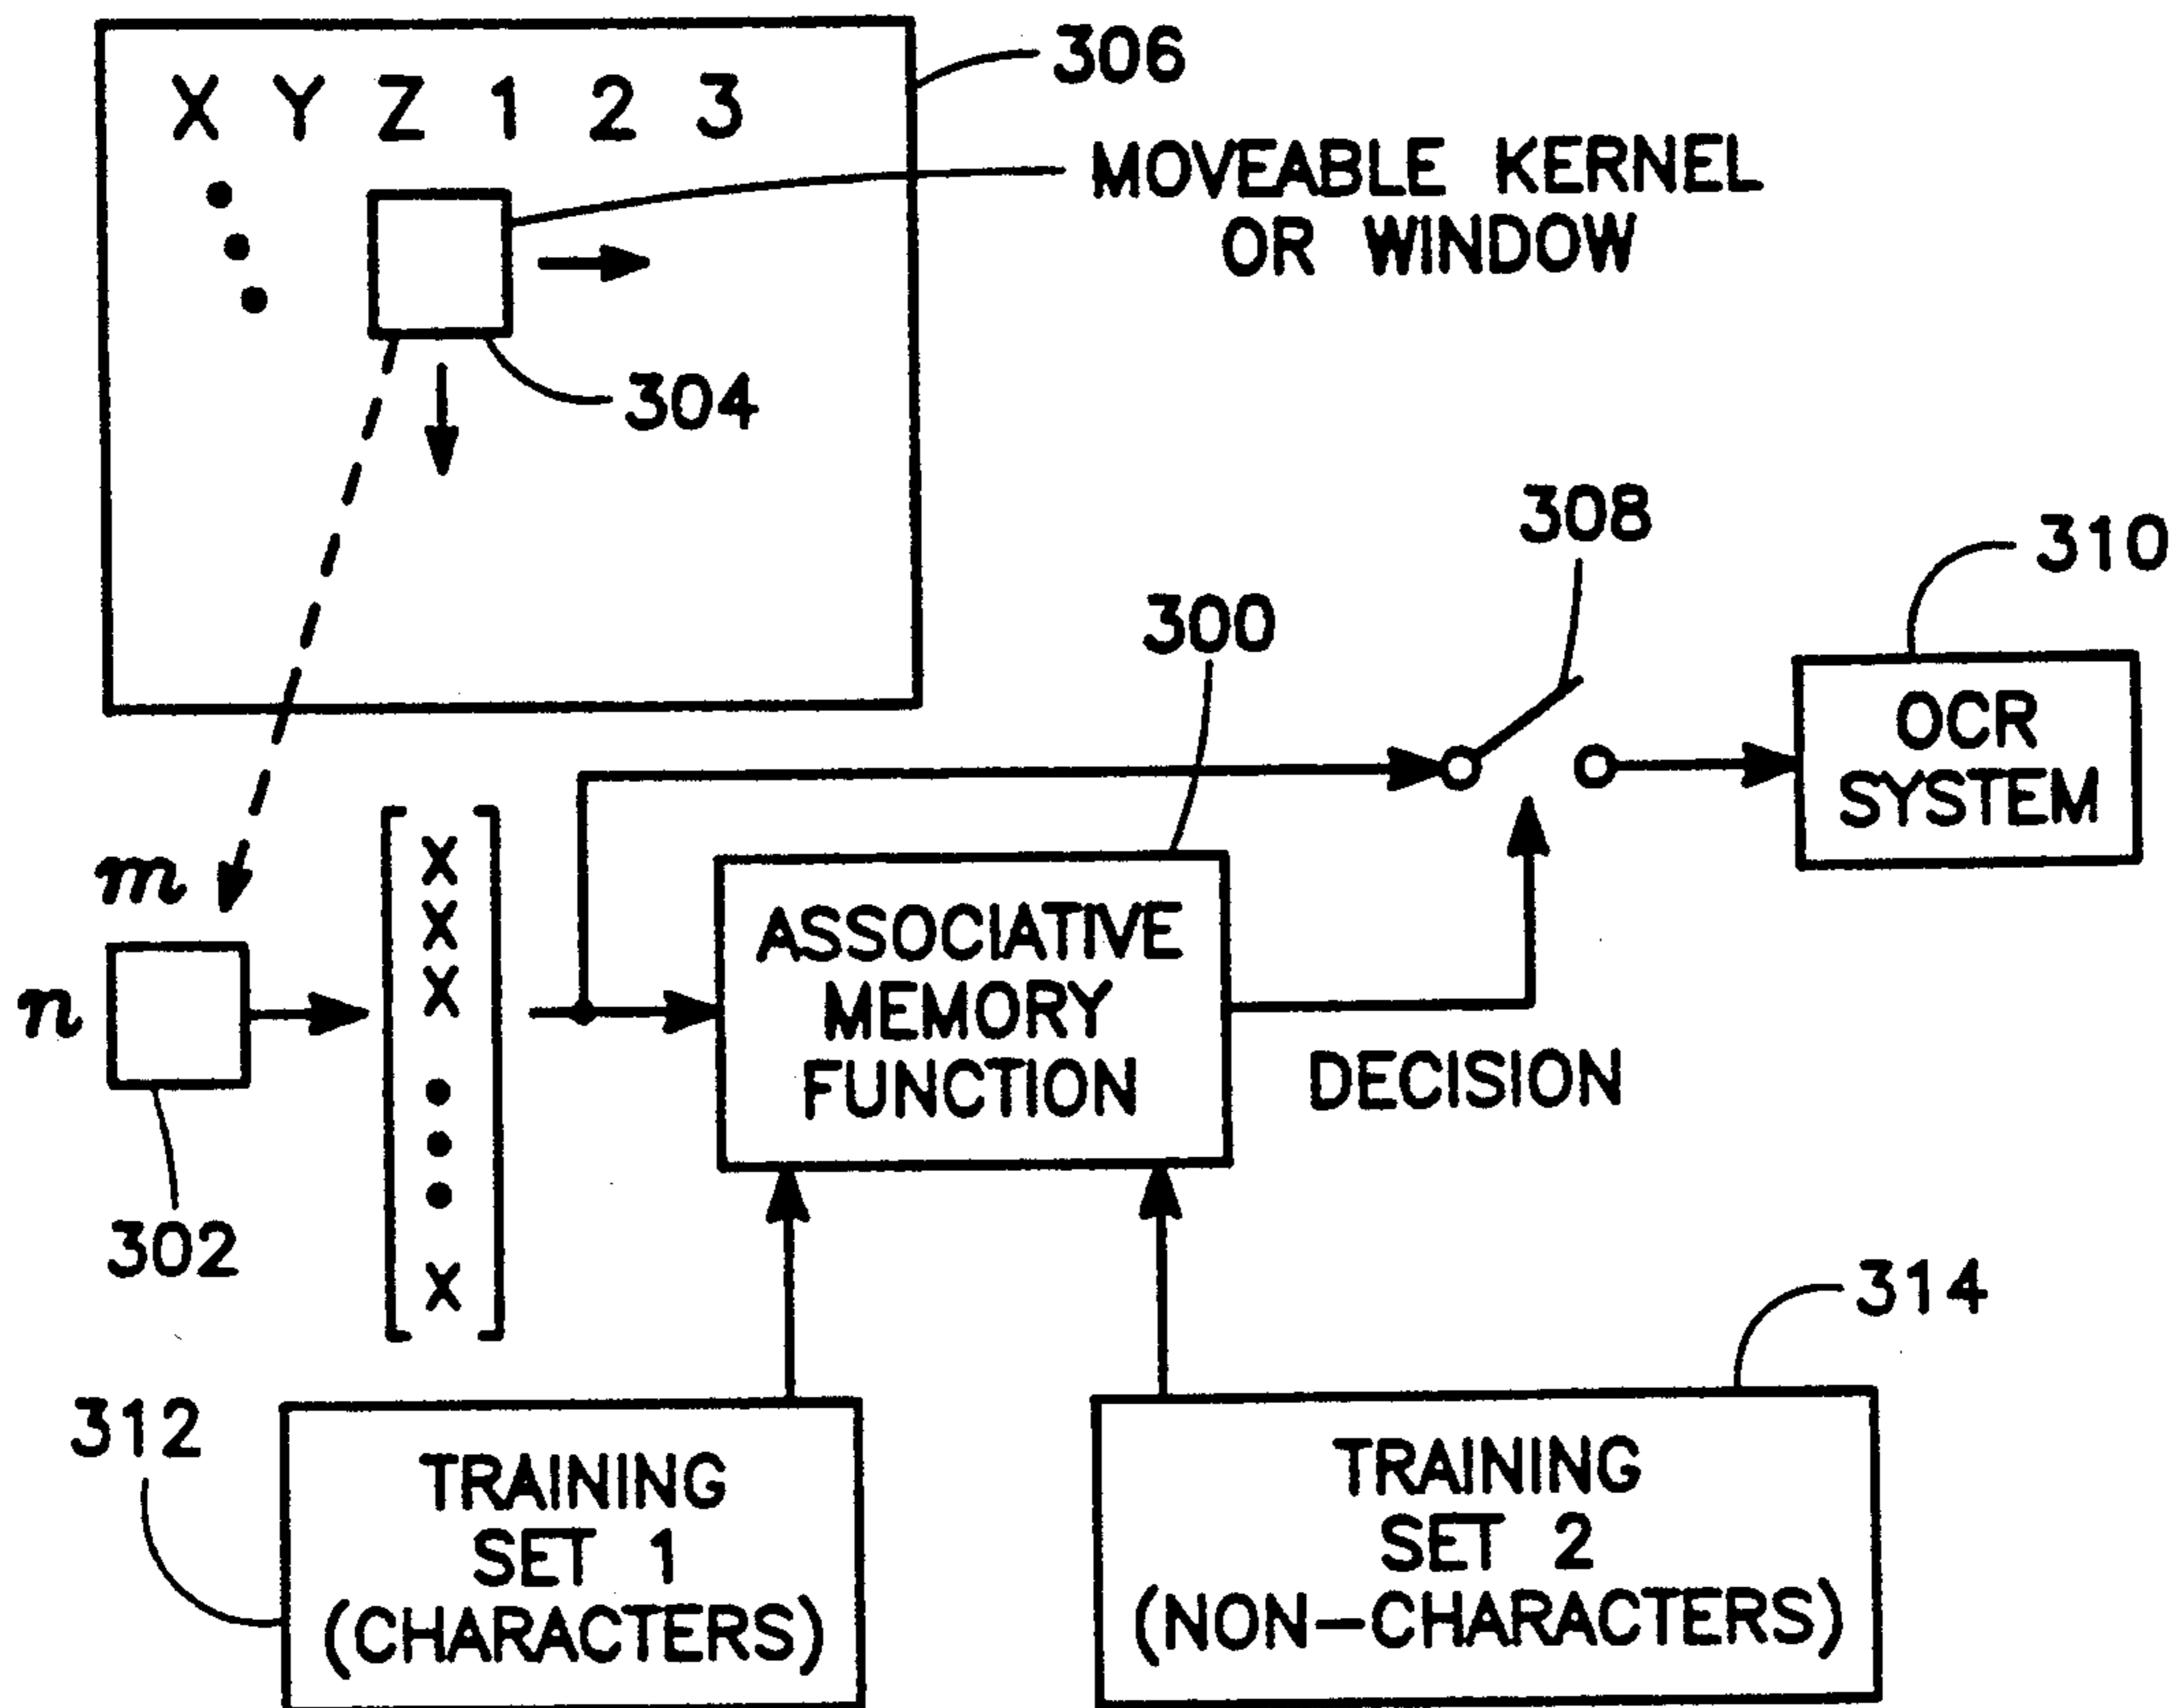 X Y Z 1 2 3
306
MOVEABLE KERNEL
OR WINDOW
304
308
310
300
OCR
SYSTEM
m
n
302
X
X
X
X
ASSOCIATIVE
MEMORY
FUNCTION
DECISION
314
312
TRAINING
SET 1
(CHARACTERS)
TRAINING
SET 2
(NON-CHARACTERS)